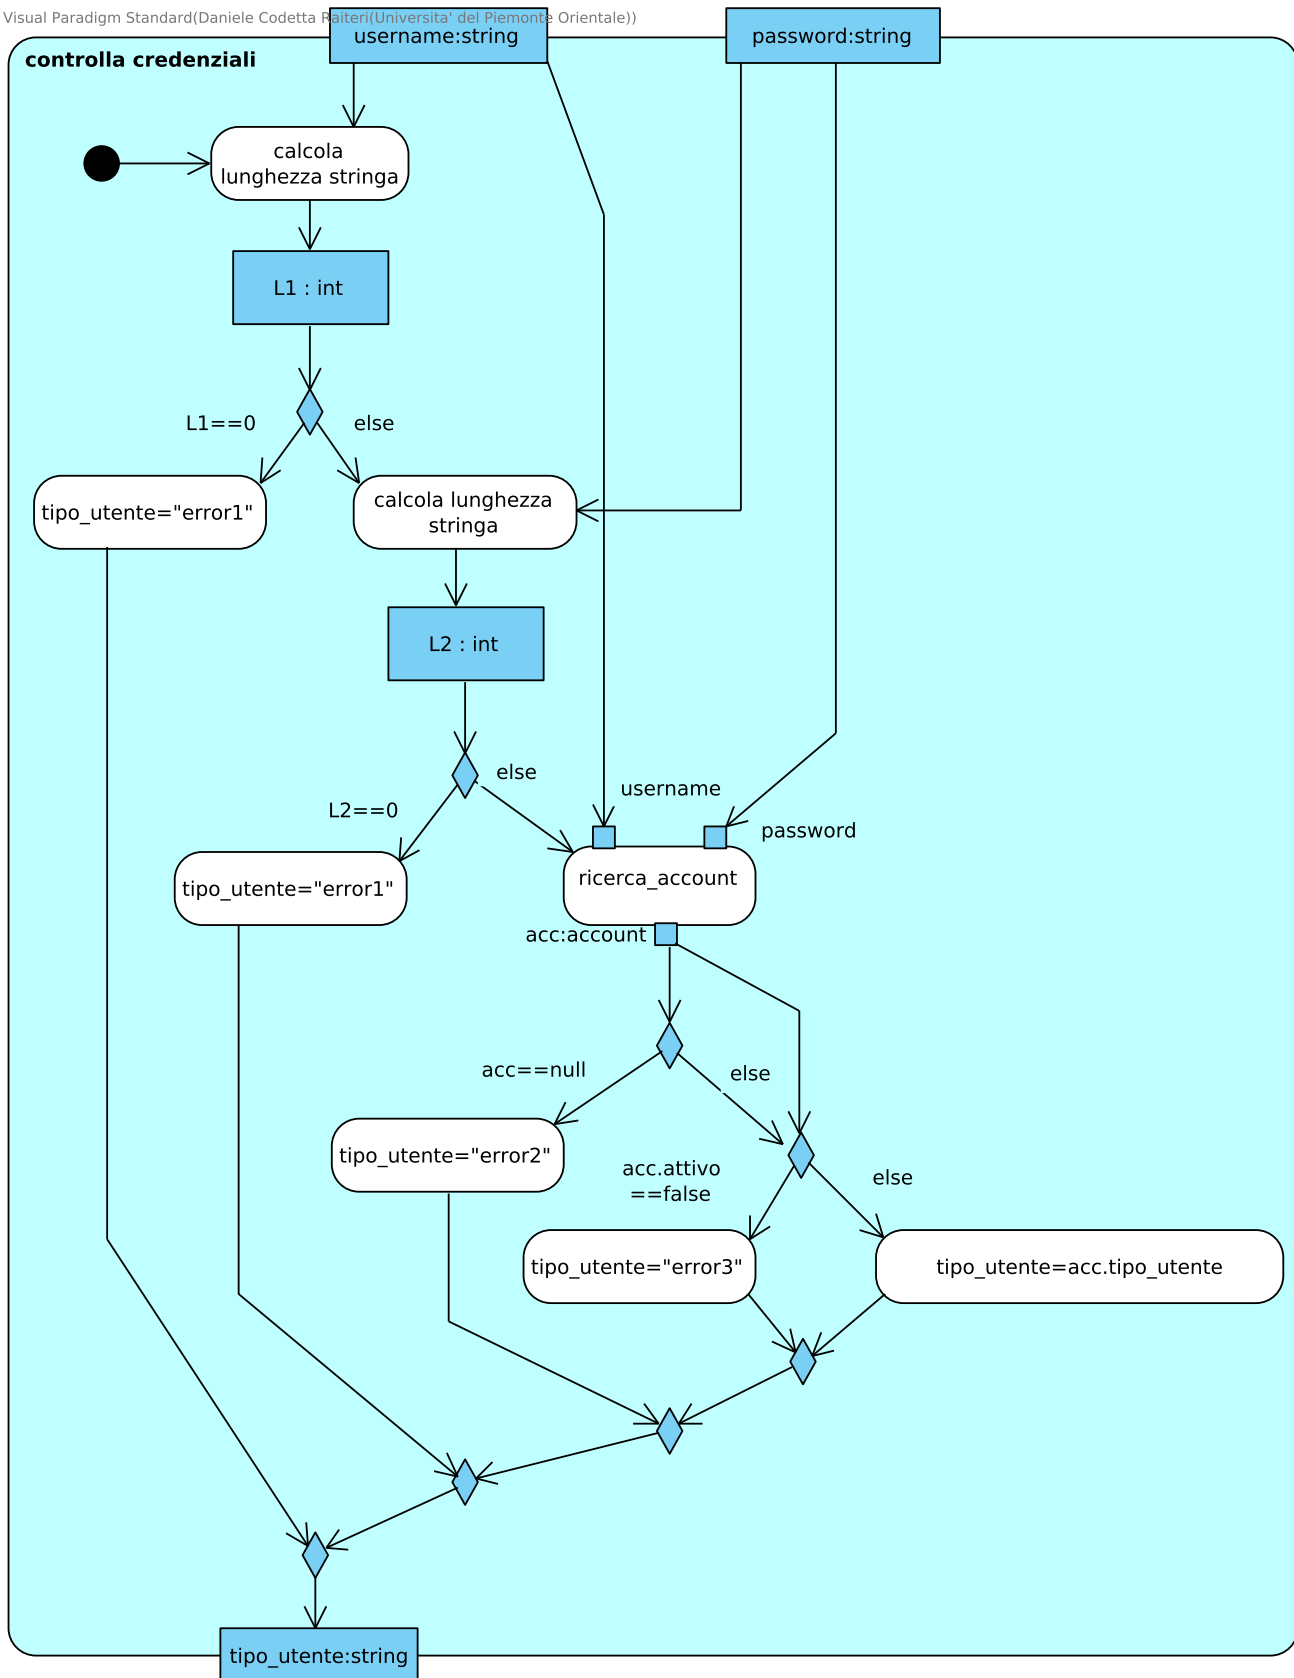 Visual Paradigm Standard(Daniele Codetta Raiteri(Universita' del Piemonte Orientale))
username:string
password:string
controlla credenziali
calcola
lunghezza stringa
L1 : int
L1==0
else
tipo_utente="error1"
calcola lunghezza
stringa
L2 : int
else
L2==0
username
password
tipo_utente="error1"
ricerca_account
acc:account
acc==null
else
tipo_utente="error2"
acc.attivo
==false
else
tipo_utente="error3"
tipo_utente=acc.tipo_utente
tipo_utente:string